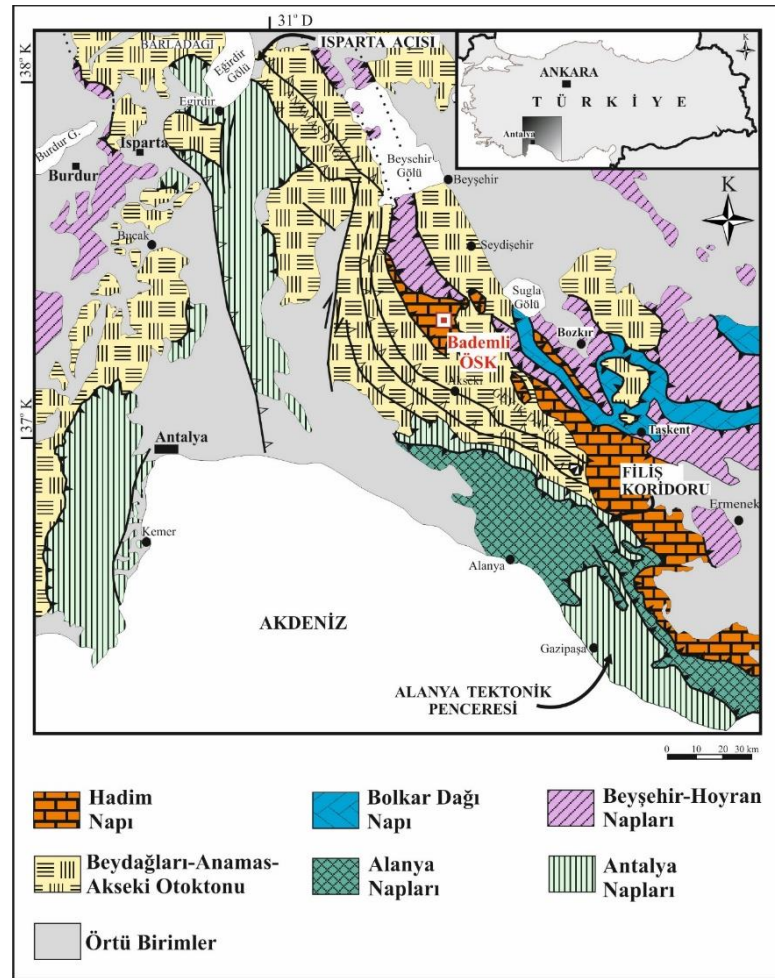 31° D
38° K
37° K
BARLADAĞI
Eğirdir
Gölü
ISPARTA AÇISI
K
ANKARA
T Ü R K İ Y E
Antalya
Eğirdir
Burdur G.
Isparta
Burdur
Beyşehir
Gölü
Beyşehir
K
Bucak
Seydişehir
Sugla
Gölü
Bozkır
Bademli
ÖSK
Akseki
Taşkent
Antalya
FİLİŞ
KORİDORU
Ermenek
Kemer
Alanya
AKDENİZ
Gazipaşa
ALANYA TEKTONİK
PENCERESİ
0 10 20 30 km
Hadim
Napı
Bolkar Dağı
Napı
Beyşehir-Hoyran
Napları
Beydağları-Anamas-
Akseki Otoktonu
Alanya
Napları
Antalya
Napları
Örtü Birimler